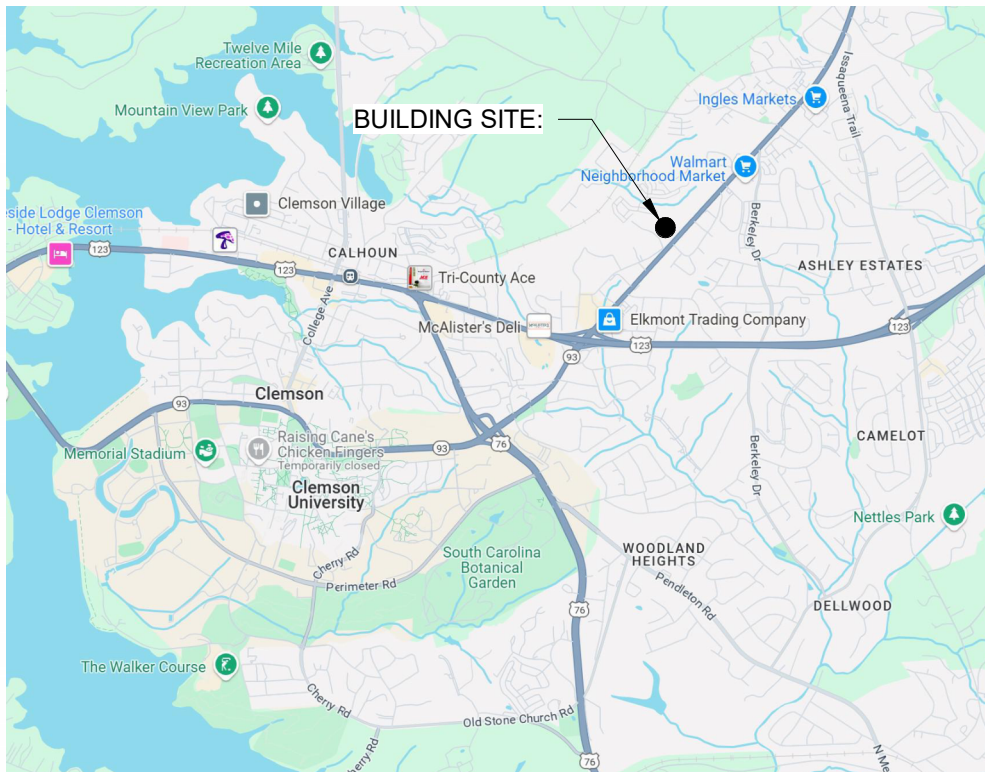 Twelve Mile
Recreation Area
Issaqueena Trail
Ingles Markets
Mountain View Park
BUILDING SITE:
Walmart
Neighborhood Market
Clemson Village
eside Lodge Clemson
- Hotel & Resort
Berkeley Dr
123
CALHOUN
ASHLEY ESTATES
123
Tri-County Ace
College Ave
McAlister's Deli
Elkmont Trading Company
123
123
93
Clemson
93
CAMELOT
Raising Cane's
Chicken Fingers
Temporarily closed
Memorial Stadium
93
76
Berkeley Dr
Clemson
University
Nettles Park
South Carolina
Botanical
Garden
WOODLAND
HEIGHTS
Cherry Rd
Perimeter Rd
Pendleton Rd
DELLWOOD
76
The Walker Course
Cherry Rd
Old Stone Church Rd
herry Rd
N Me
76